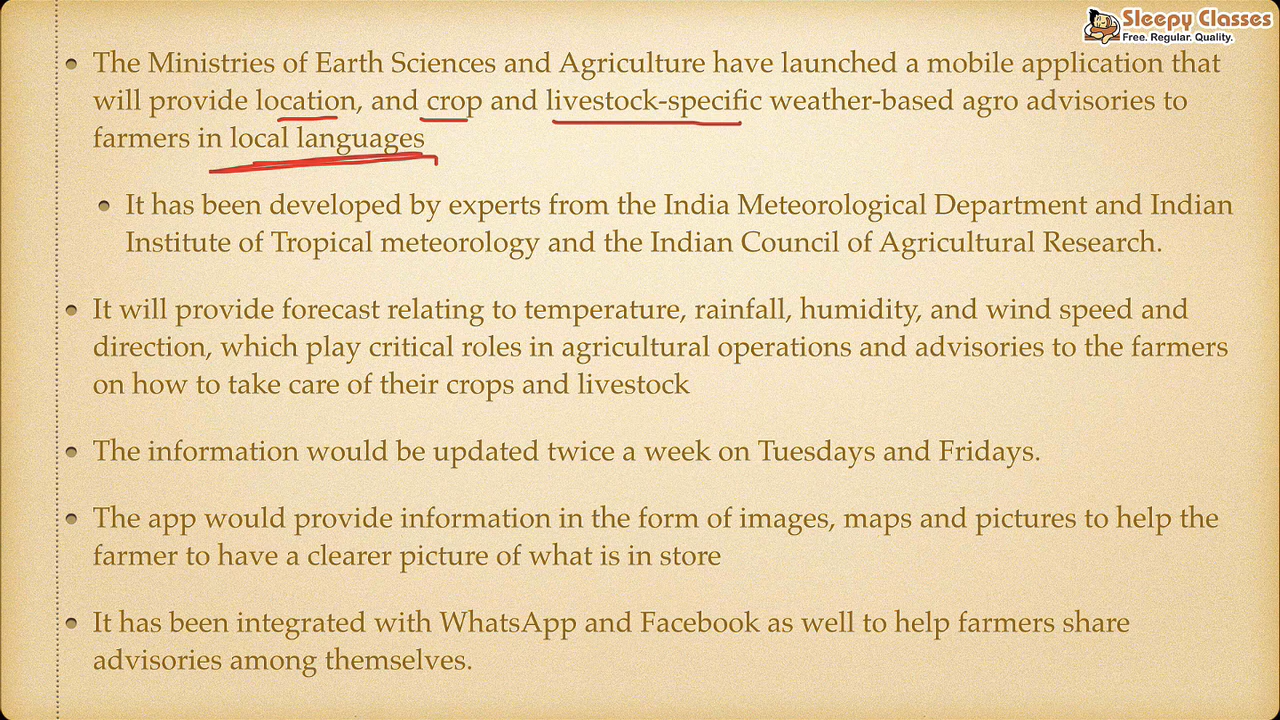 Sleepy Classes
Free. Regular. Quality.
The Ministries of Earth Sciences and Agriculture have launched a mobile application that
will provide location, and crop and livestock-specific weather-based agro advisories to
farmers in local languages
It has been developed by experts from the India Meteorological Department and Indian
Institute of Tropical meteorology and the Indian Council of Agricultural Research.
It will provide forecast relating to temperature, rainfall, humidity, and wind speed and
direction, which play critical roles in agricultural operations and advisories to the farmers
on how to take care of their crops and livestock
The information would be updated twice a week on Tuesdays and Fridays.
The app would provide information in the form of images, maps and pictures to help the
farmer to have a clearer picture of what is in store
It has been integrated with WhatsApp and Facebook as well to help farmers share
advisories among themselves.